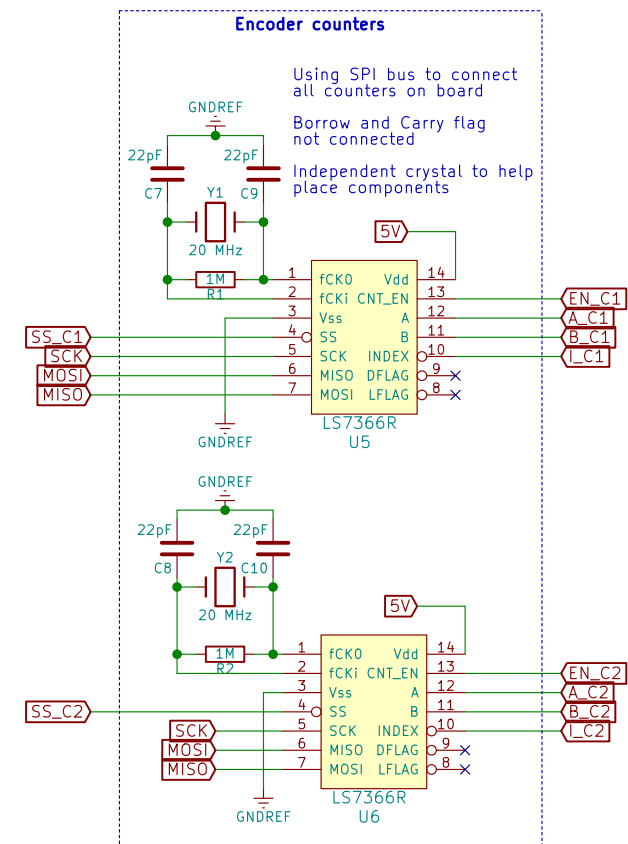 Encoder counters
Using SPI bus to connect
all counters on board
Borrow and Carry flag
not connected
Independent crystal to help
place components
GNDREF
22pF
22pF
C7
C9
Y1
20 MHz
1M
R1
5V
1 fCKO Vdd 14
2 fCKi CNT_EN 13 EN_C1
3 Vss A 12 A_C1
SS_C1 4 SS B 11 B_C1
SCK 5 SCK INDEX 10 I_C1
MOSI 6 MISO DFLAG 9
MISO 7 MOSI LFLAG 8
LS7366R
U5
GNDREF
GNDREF
22pF
22pF
C8
C10
Y2
20 MHz
1M
R2
5V
1 fCKO Vdd 14
2 fCKi CNT_EN 13 EN_C2
3 Vss A 12 A_C2
SS_C2 4 SS B 11 B_C2
SCK 5 SCK INDEX 10 I_C2
MOSI 6 MISO DFLAG 9
MISO 7 MOSI LFLAG 8
LS7366R
U6
GNDREF